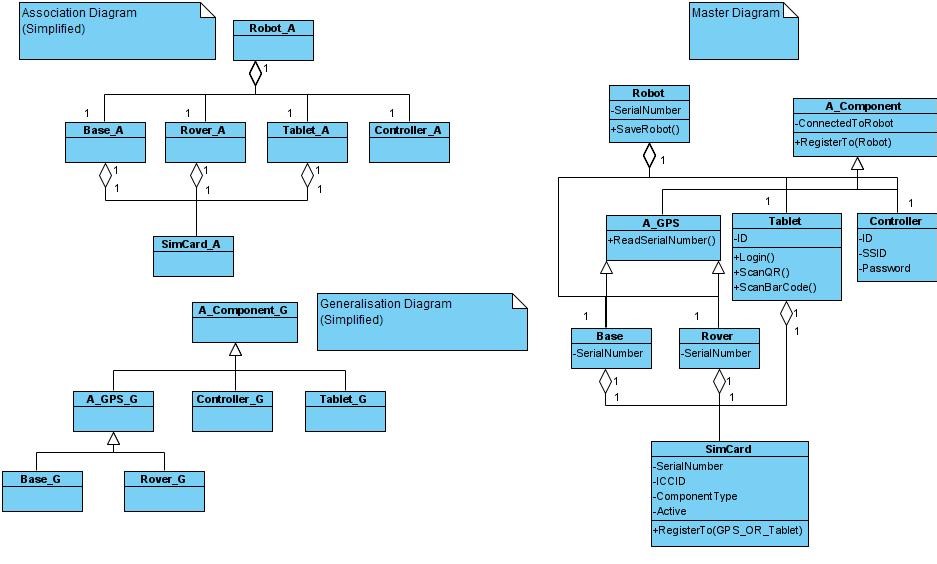 Association Diagram
(Simplified)
Robot_A
1
1
1
1
1
Base_A
Rover_A
Tablet_A
Controller_A
1
1
1
1
1
1
SimCard_A
Generalisation Diagram
(Simplified)
A_Component_G
A_GPS_G
Controller_G
Tablet_G
Base_G
Rover_G
Master Diagram
Robot
-SerialNumber
+SaveRobot()
1
A_Component
-ConnectedToRobot
+RegisterTo(Robot)
1
1
A_GPS
+ReadSerialNumber()
Tablet
-ID
+Login()
+ScanQR()
+ScanBarCode()
Controller
-ID
-SSID
-Password
1
1
1
1
Base
-SerialNumber
Rover
-SerialNumber
1
1
1
1
SimCard
-SerialNumber
-ICCID
-ComponentType
-Active
+RegisterTo(GPS_OR_Tablet)